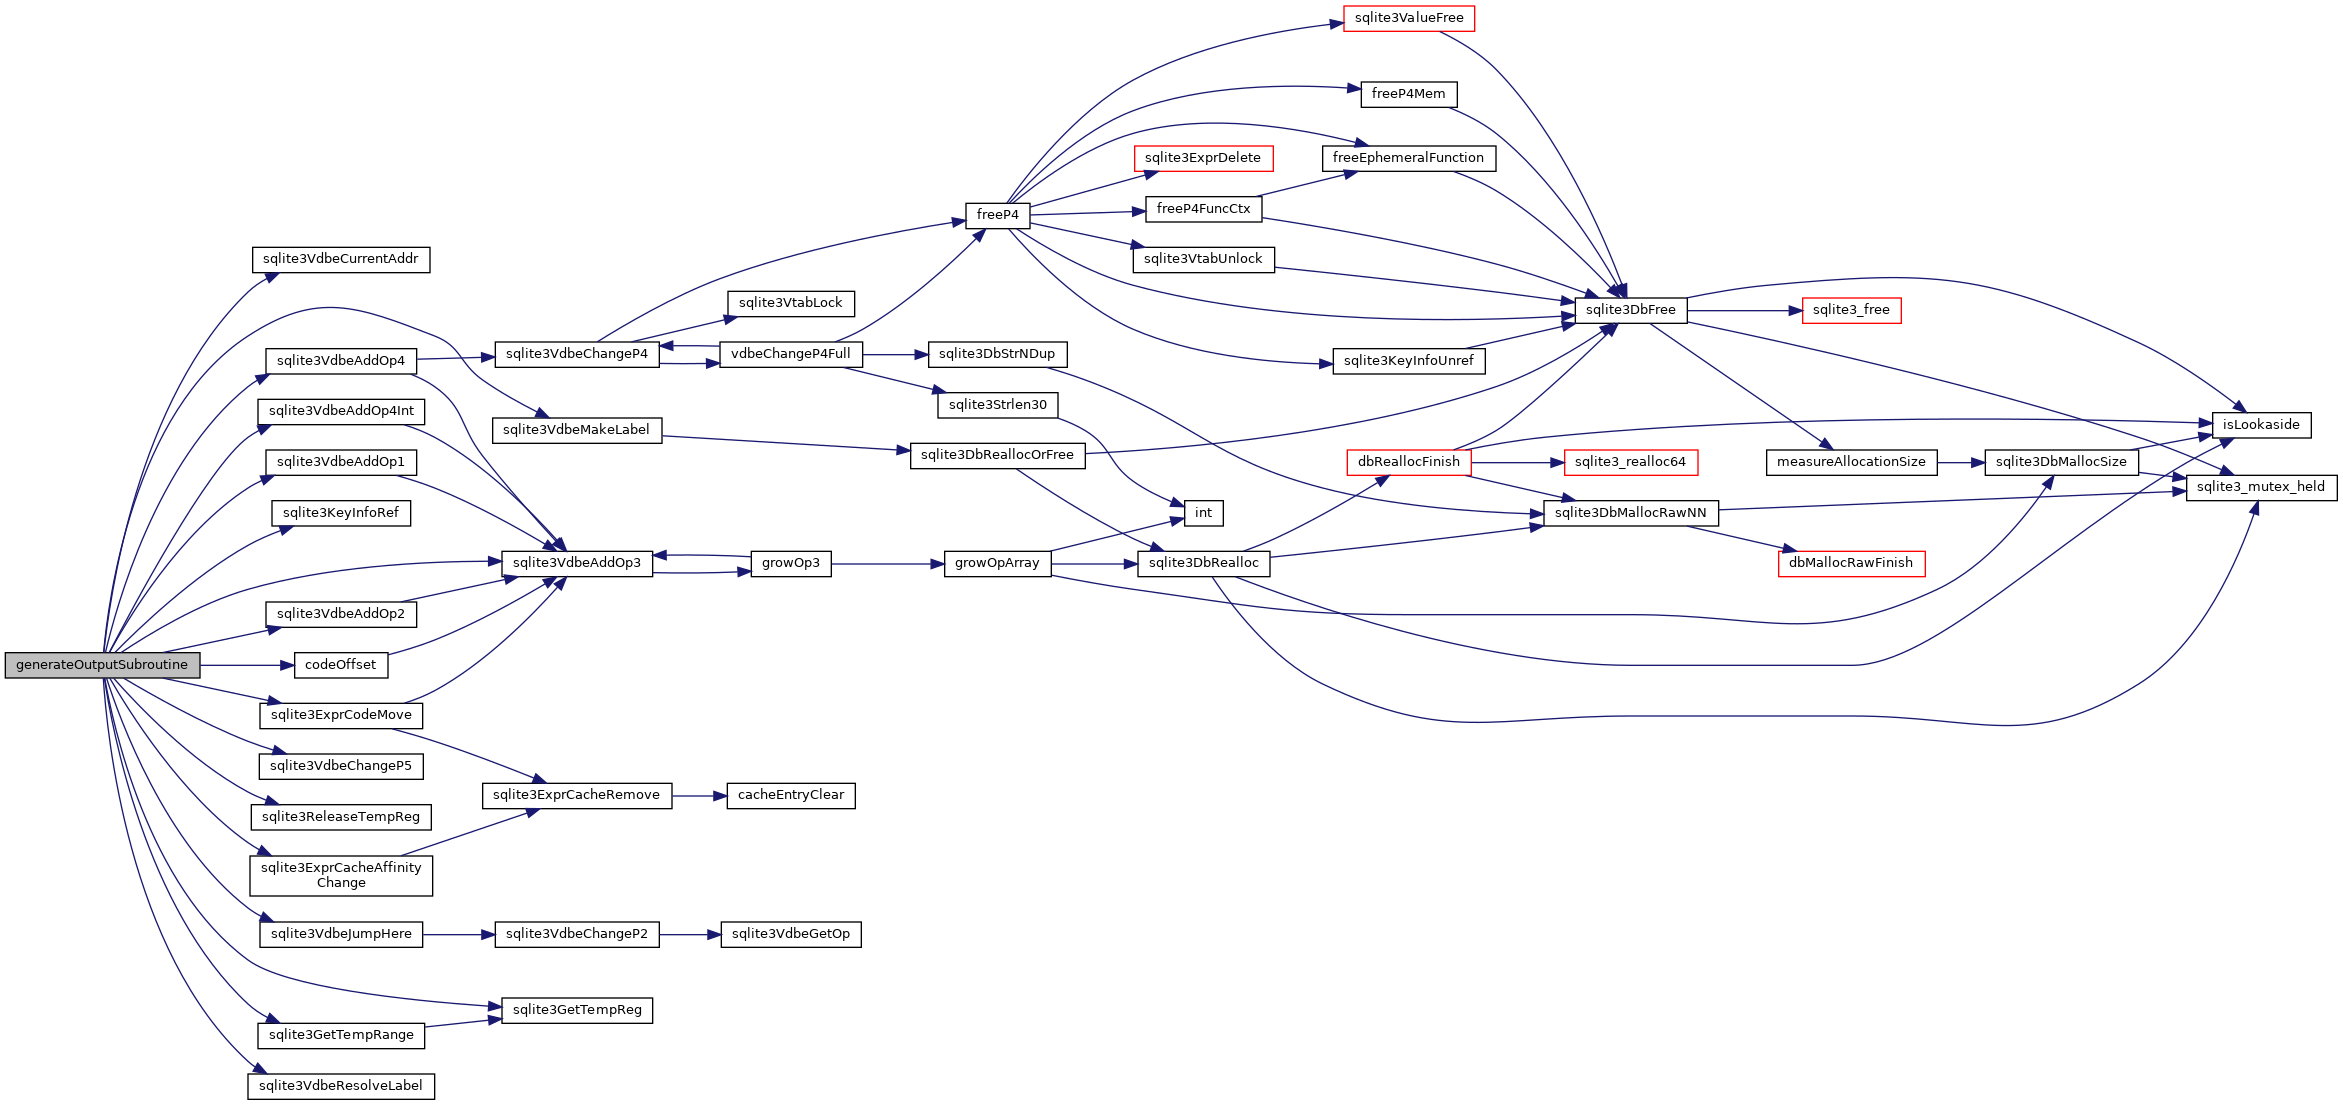 sqlite3ValueFree
freeP4Mem
sqlite3ExprDelete
freeEphemeralFunction
freeP4
freeP4FuncCtx
sqlite3VdbeCurrentAddr
sqlite3VtabUnlock
sqlite3VtabLock
sqlite3DbFree
sqlite3_free
sqlite3VdbeAddOp4
sqlite3VdbeChangeP4
vdbeChangeP4Full
sqlite3DbStrNDup
sqlite3KeyInfoUnref
sqlite3VdbeAddOp4Int
sqlite3Strlen30
isLookaside
sqlite3VdbeMakeLabel
sqlite3DbReallocOrFree
sqlite3VdbeAddOp1
dbReallocFinish
sqlite3_realloc64
measureAllocationSize
sqlite3DbMallocSize
sqlite3_mutex_held
sqlite3KeyInfoRef
int
sqlite3DbMallocRawNN
sqlite3VdbeAddOp3
growOp3
growOpArray
sqlite3DbRealloc
dbMallocRawFinish
sqlite3VdbeAddOp2
generateOutputSubroutine
codeOffset
sqlite3ExprCodeMove
sqlite3VdbeChangeP5
sqlite3ExprCacheRemove
cacheEntryClear
sqlite3ReleaseTempReg
sqlite3ExprCacheAffinity
Change
sqlite3VdbeJumpHere
sqlite3VdbeChangeP2
sqlite3VdbeGetOp
sqlite3GetTempReg
sqlite3GetTempRange
sqlite3VdbeResolveLabel